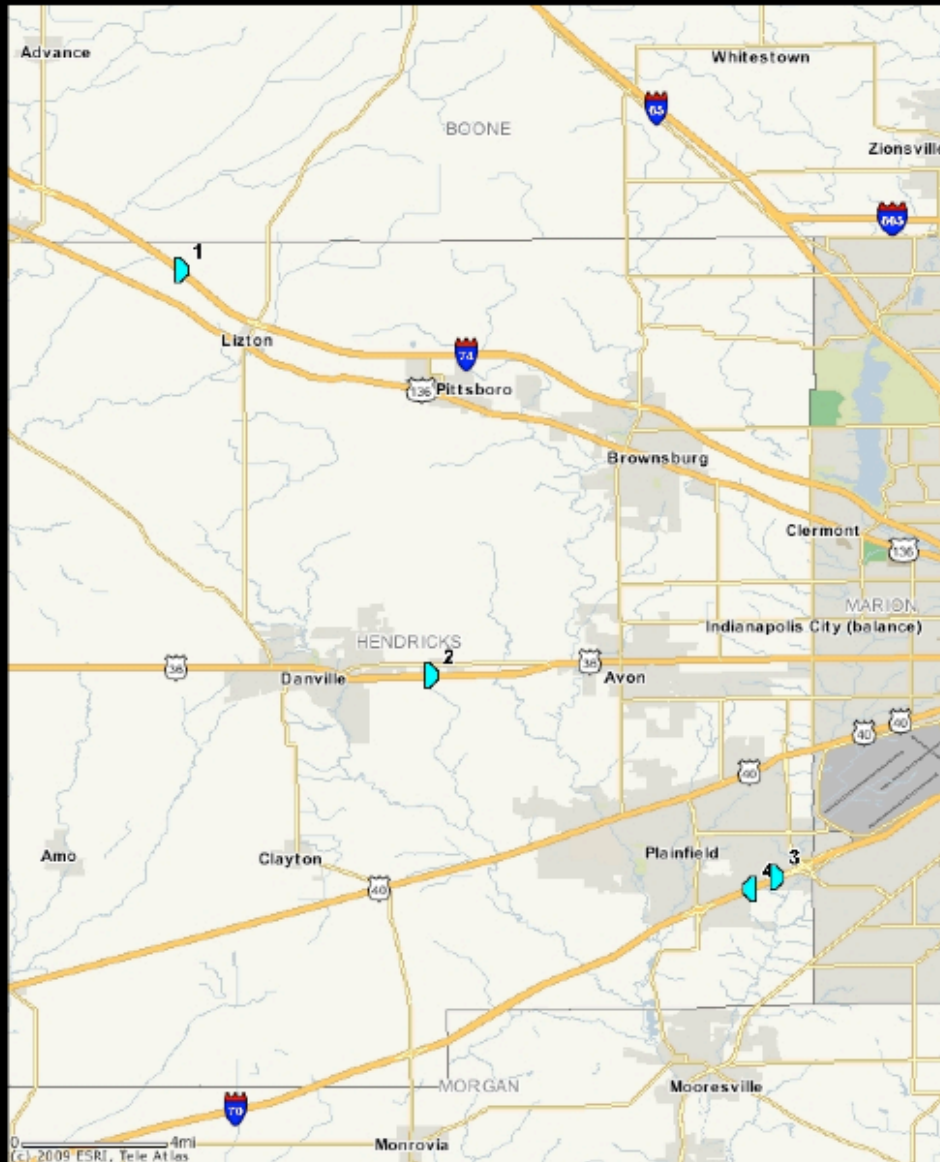 Advance
Whitestown
65
BOONE
Zionsville
865
1
Lizton
74
136
Pittsboro
Brownsburg
Clermont
136
MARION
Indianapolis City (balance)
HENDRICKS
2
36
36
Danville
Avon
40
40
40
Plainfield
3
4
Amo
Clayton
40
MORGAN
Mooresville
70
Monrovia
0 4mi
(c) 2009 ESRI, Tele Atlas